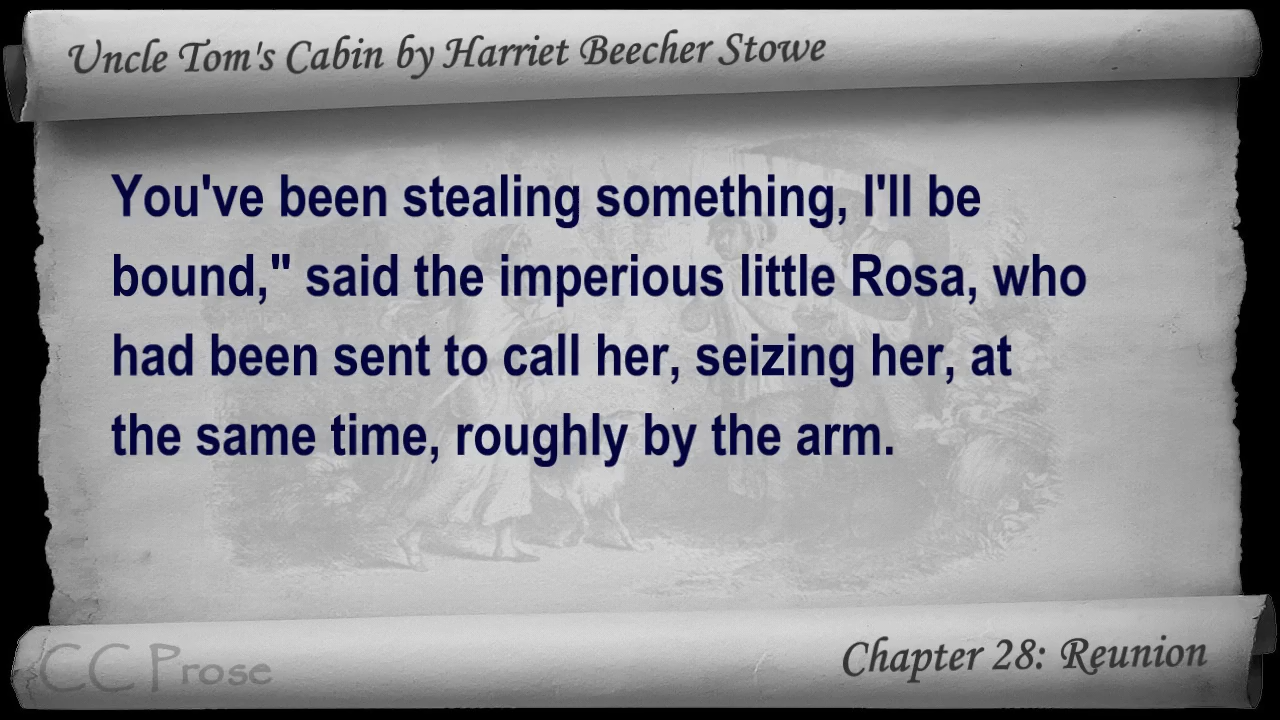 Uncle Tom's Cabin by Harriet Beecher Stowe
You've been stealing something, I'll be
bound," said the imperious little Rosa, who
had been sent to call her, seizing her, at
the same time, roughly by the arm.
CC Prose
Chapter 28: Reunion